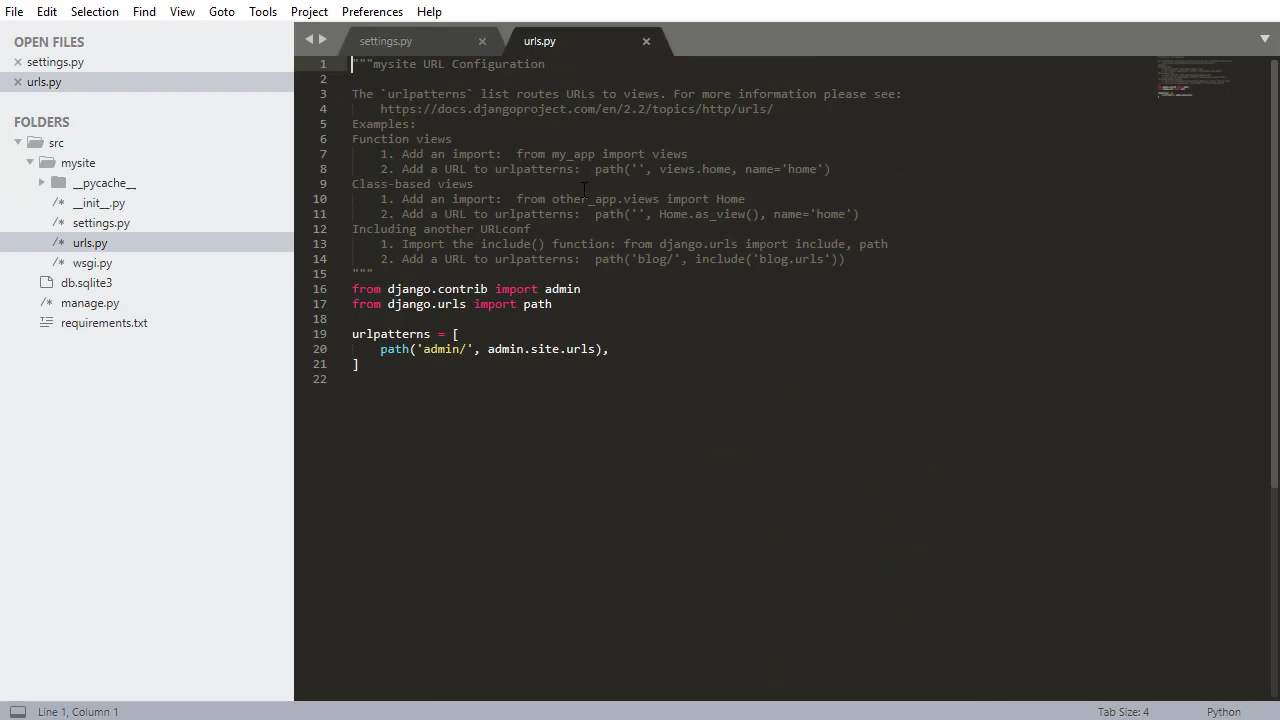 File Edit Selection Find View Goto Tools Project Preferences Help
OPEN FILES
settings.py
urls.py
FOLDERS
src
mysite
__pycache__
/* __init__.py
/* settings.py
/* urls.py
/* wsgi.py
db.sqlite3
/* manage.py
requirements.txt
settings.py urls.py
1 """mysite URL Configuration
2
3 The `urlpatterns` list routes URLs to views. For more information please see:
4     https://docs.djangoproject.com/en/2.2/topics/http/urls/
5 Examples:
6 Function views
7     1. Add an import:  from my_app import views
8     2. Add a URL to urlpatterns:  path('', views.home, name='home')
9 Class-based views
10     1. Add an import:  from other_app.views import Home
11     2. Add a URL to urlpatterns:  path('', Home.as_view(), name='home')
12 Including another URLconf
13     1. Import the include() function: from django.urls import include, path
14     2. Add a URL to urlpatterns:  path('blog/', include('blog.urls'))
15 """
16 from django.contrib import admin
17 from django.urls import path
18
19 urlpatterns = [
20     path('admin/', admin.site.urls),
21 ]
22
Line 1, Column 1 Tab Size: 4 Python